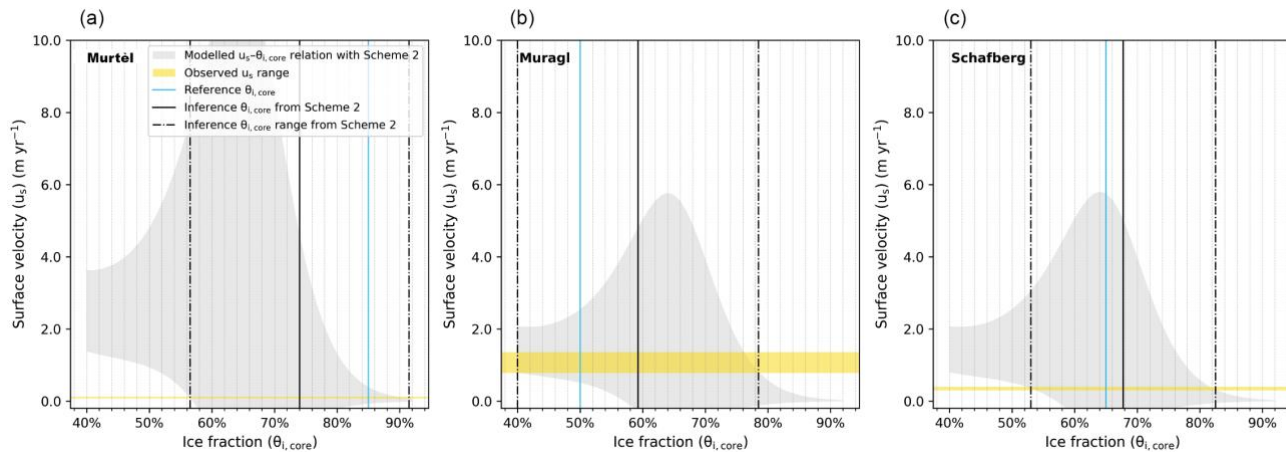 (a)
10.0
8.0
6.0
4.0
2.0
0.0
Surface velocity (uₛ) (m yr⁻¹)
Murtèl
Modelled uₛ–θᵢ,core relation with Scheme 2
Observed uₛ range
Reference θᵢ,core
Inference θᵢ,core from Scheme 2
Inference θᵢ,core range from Scheme 2
40% 50% 60% 70% 80% 90%
Ice fraction (θᵢ,core)
(b)
10.0
8.0
6.0
4.0
2.0
0.0
Surface velocity (uₛ) (m yr⁻¹)
Muragl
40% 50% 60% 70% 80% 90%
Ice fraction (θᵢ,core)
(c)
10.0
8.0
6.0
4.0
2.0
0.0
Surface velocity (uₛ) (m yr⁻¹)
Schafberg
40% 50% 60% 70% 80% 90%
Ice fraction (θᵢ,core)